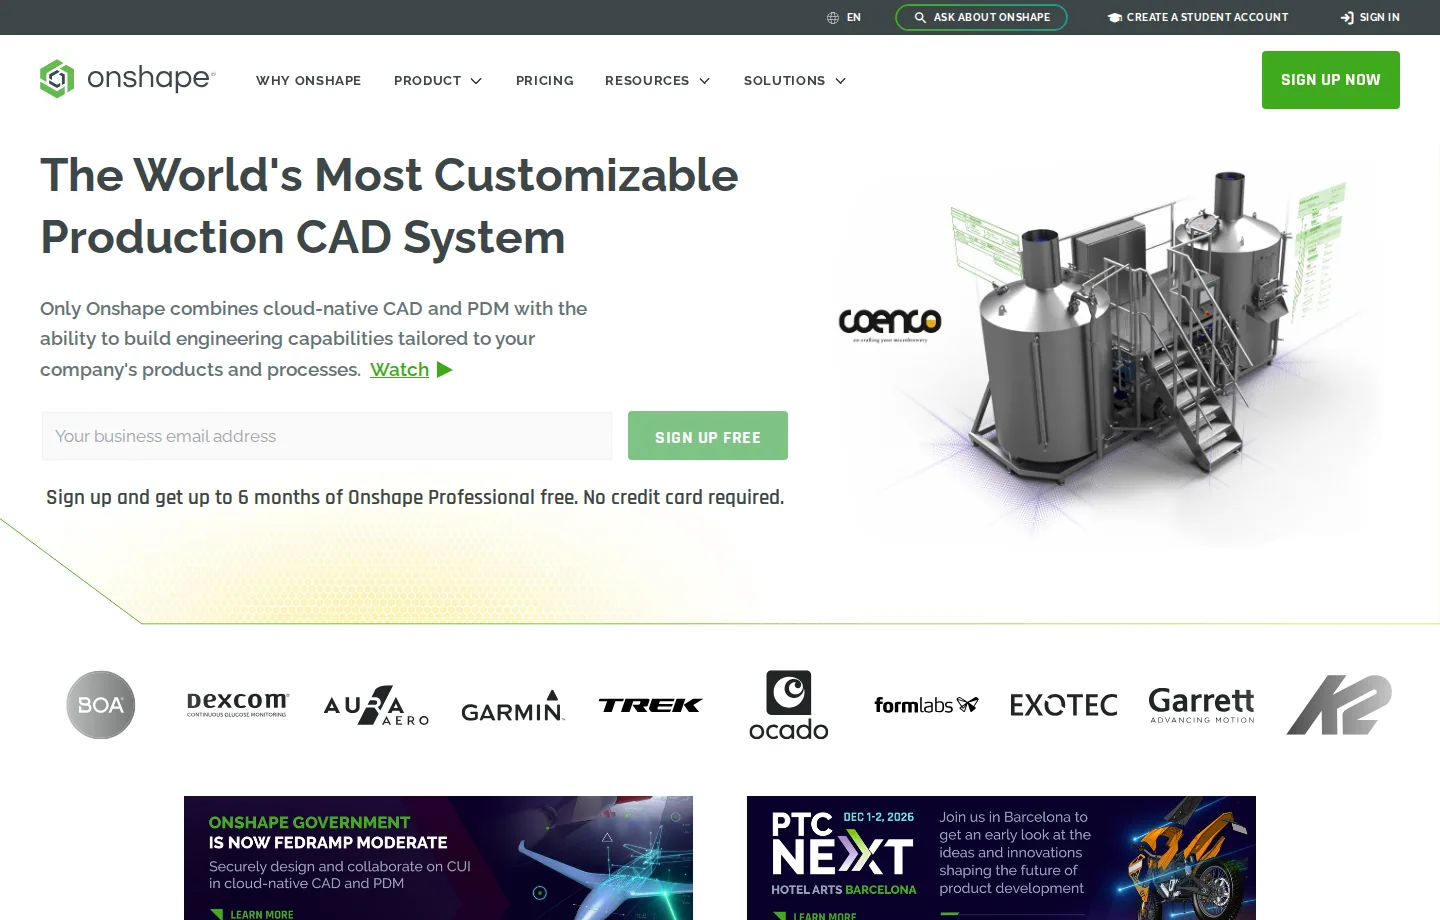 EN
ASK ABOUT ONSHAPE
CREATE A STUDENT ACCOUNT
SIGN IN
onshape®
WHY ONSHAPE
PRODUCT
PRICING
RESOURCES
SOLUTIONS
SIGN UP NOW
The World's Most Customizable
Production CAD System
Only Onshape combines cloud-native CAD and PDM with the
ability to build engineering capabilities tailored to your
company's products and processes. Watch
Your business email address
SIGN UP FREE
Sign up and get up to 6 months of Onshape Professional free. No credit card required.
coenco
co-crafting your microbrewery
BOA
Dexcom®
CONTINUOUS GLUCOSE MONITORING
AURA
AERO
GARMIN
TREK
ocado
formlabs
EXOTEC
Garrett
ADVANCING MOTION
K2
ONSHAPE GOVERNMENT
IS NOW FEDRAMP MODERATE
Securely design and collaborate on CUI
in cloud-native CAD and PDM
LEARN MORE
PTC
DEC 1-2, 2026
NEXT
HOTEL ARTS BARCELONA
LEARN MORE
Join us in Barcelona to
get an early look at the
ideas and innovations
shaping the future of
product development